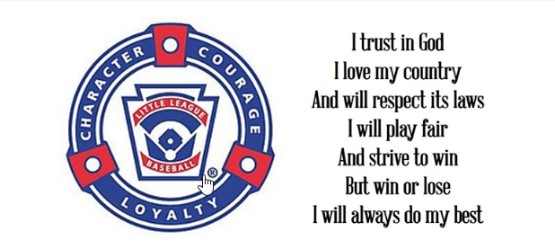 CHARACTER
COURAGE
LITTLE LEAGUE
BASEBALL
®
LOYALTY
I trust in God
I love my country
And will respect its laws
I will play fair
And strive to win
But win or lose
I will always do my best